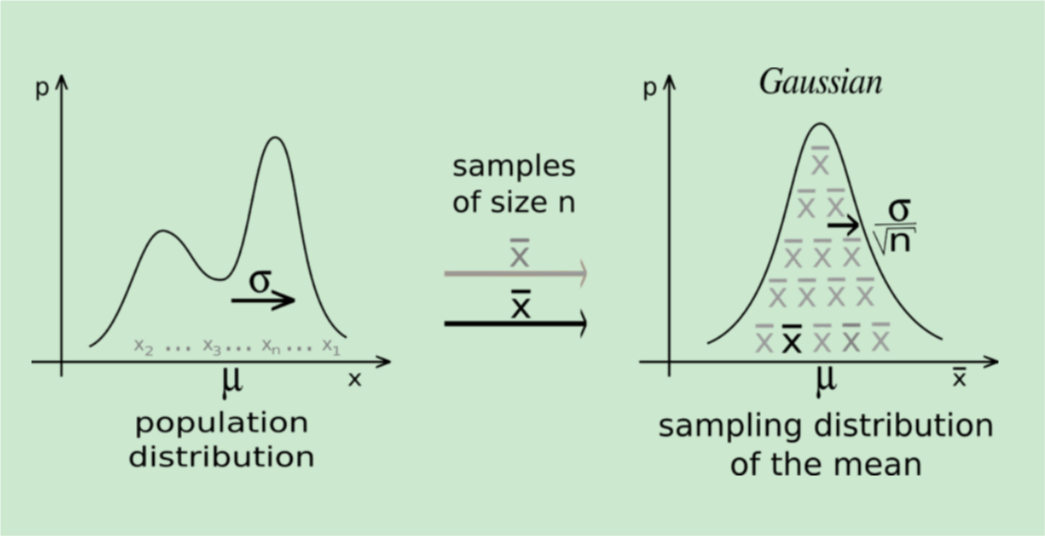 p
σ
x₂ ... x₃... xₙ... x₁
μ
x
population
distribution
samples
of size n
x̄
x̄
Gaussian
p
x̄
x̄ x̄
σ/√n
x̄ x̄ x̄
x̄ x̄ x̄ x̄
x̄ x̄ x̄ x̄ x̄
μ
x̄
sampling distribution
of the mean